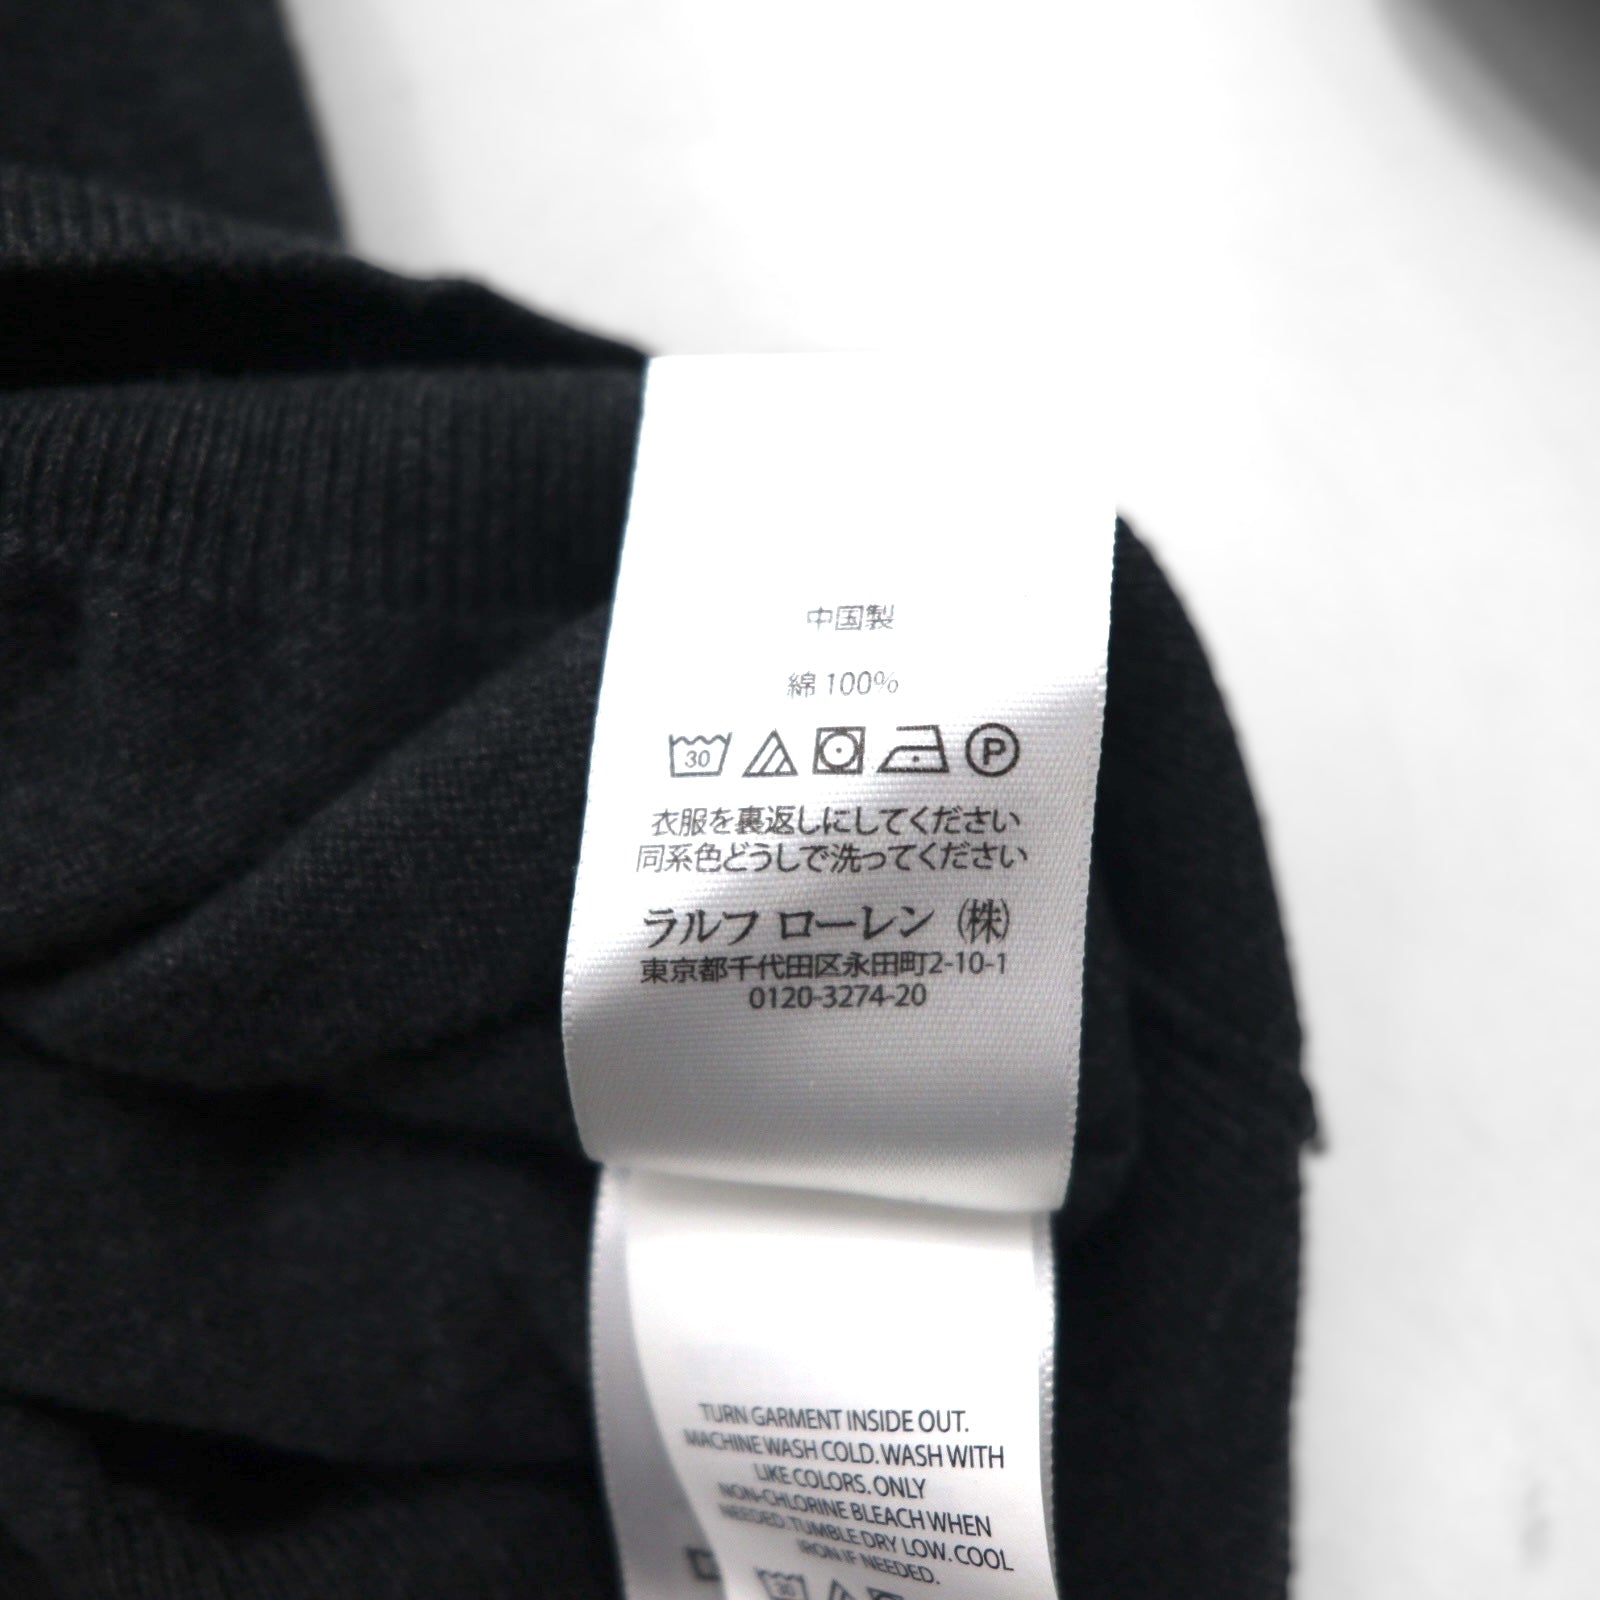 中国製
綿 100%
30
P
衣服を裏返しにしてください
同系色どうしで洗ってください
ラルフ ローレン (株)
東京都千代田区永田町2-10-1
0120-3274-20
TURN GARMENT INSIDE OUT.
MACHINE WASH COLD. WASH WITH
LIKE COLORS. ONLY
NON-CHLORINE BLEACH WHEN
NEEDED. TUMBLE DRY LOW. COOL
IRON IF NEEDED.
30